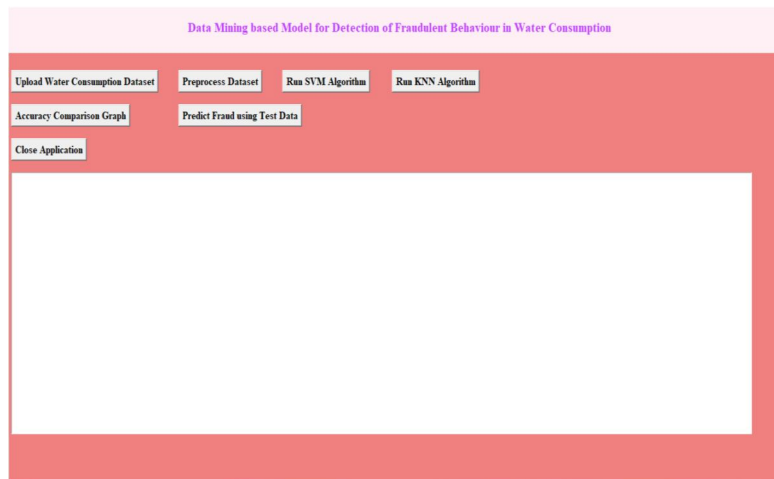 Data Mining based Model for Detection of Fraudulent Behaviour in Water Consumption
Upload Water Consumption Dataset Preprocess Dataset Run SVM Algorithm Run KNN Algorithm
Accuracy Comparison Graph Predict Fraud using Test Data
Close Application